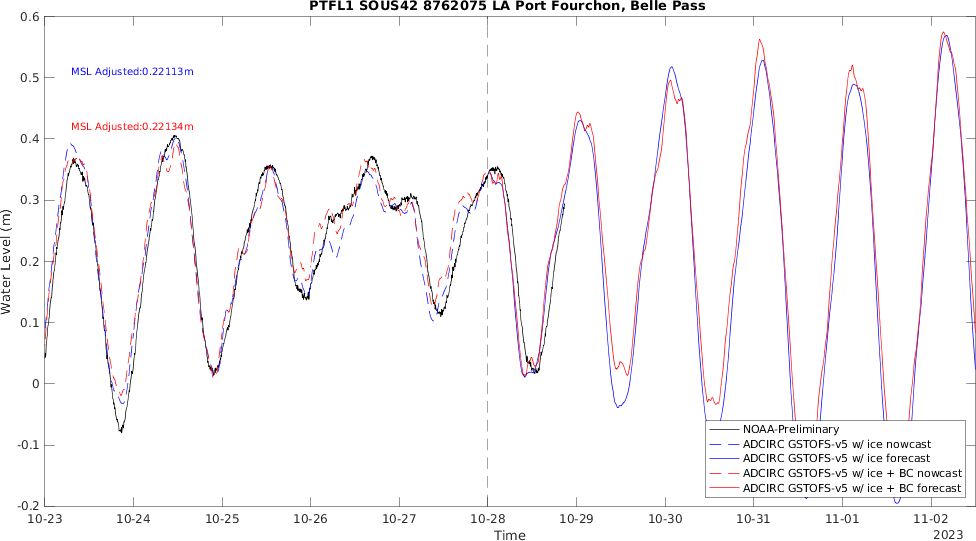 PTFL1 SOUS42 8762075 LA Port Fourchon, Belle Pass
0.6
0.5
0.4
0.3
0.2
0.1
0
-0.1
-0.2
Water Level (m)
MSL Adjusted:0.22113m
MSL Adjusted:0.22134m
NOAA-Preliminary
ADCIRC GSTOFS-v5 w/ ice nowcast
ADCIRC GSTOFS-v5 w/ ice forecast
ADCIRC GSTOFS-v5 w/ ice + BC nowcast
ADCIRC GSTOFS-v5 w/ ice + BC forecast
10-23 10-24 10-25 10-26 10-27 10-28 10-29 10-30 10-31 11-01 11-02
Time
2023